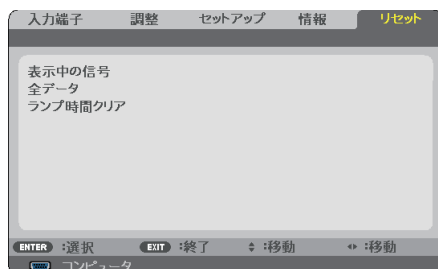 入力端子 調整 セットアップ 情報 リセット
表示中の信号
全データ
ランプ時間クリア
ENTER :選択 EXIT :終了 :移動 :移動
コンピュータ